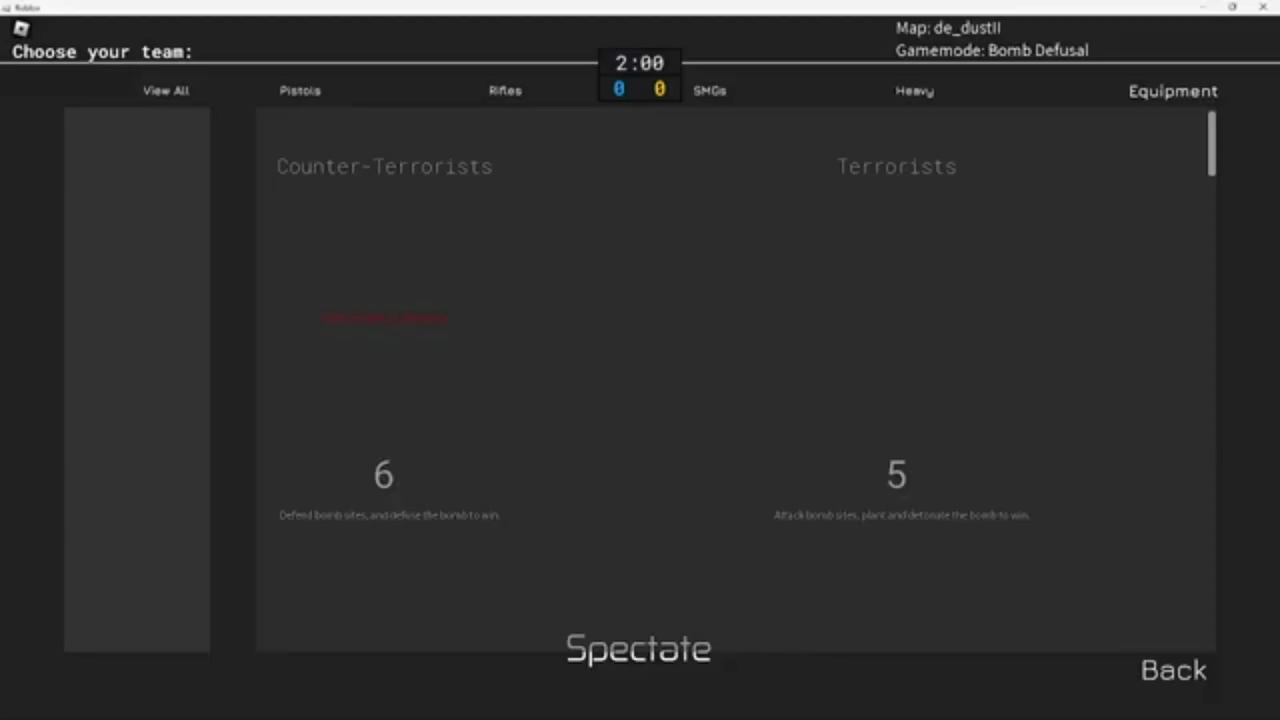 Roblox
Map: de_dustII
Choose your team:
Gamemode: Bomb Defusal
2:00
0 0
View All Pistols Rifles SMGs Heavy Equipment
Counter-Terrorists Terrorists
6 5
Defend bomb sites, and defuse the bomb to win. Attack bomb sites, plant and detonate the bomb to win.
Spectate
Back